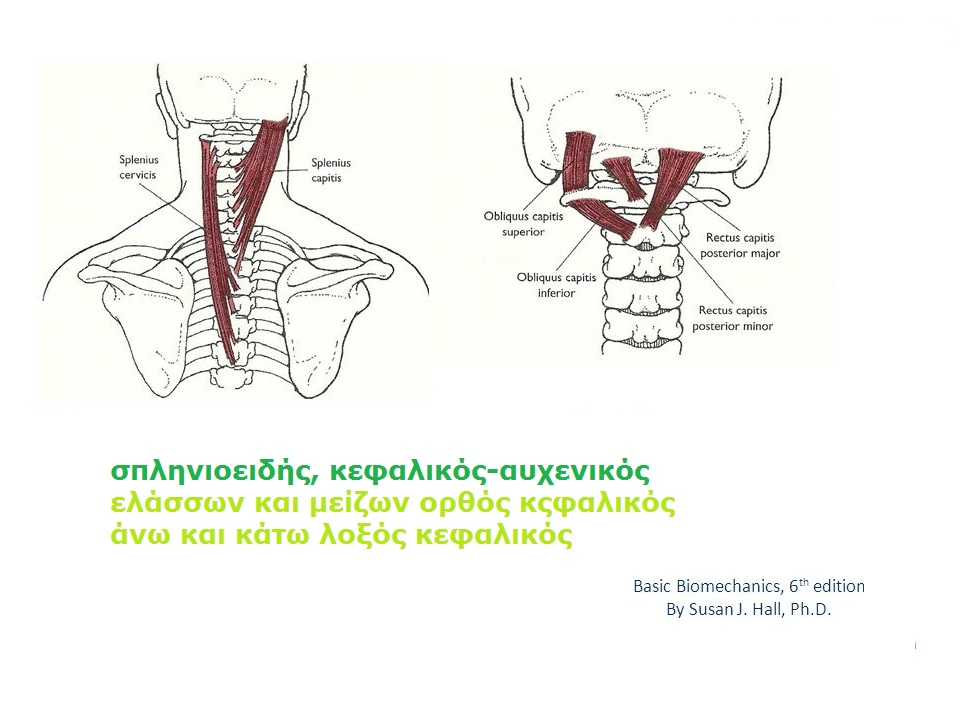 Splenius
cervicis
Splenius
capitis
Obliquus capitis
superior
Obliquus capitis
inferior
Rectus capitis
posterior major
Rectus capitis
posterior minor
σπληνιοειδής, κεφαλικός-αυχενικός
ελάσσων και μείζων ορθός κςφαλικός
άνω και κάτω λοξός κεφαλικός
Basic Biomechanics, 6th edition
By Susan J. Hall, Ph.D.